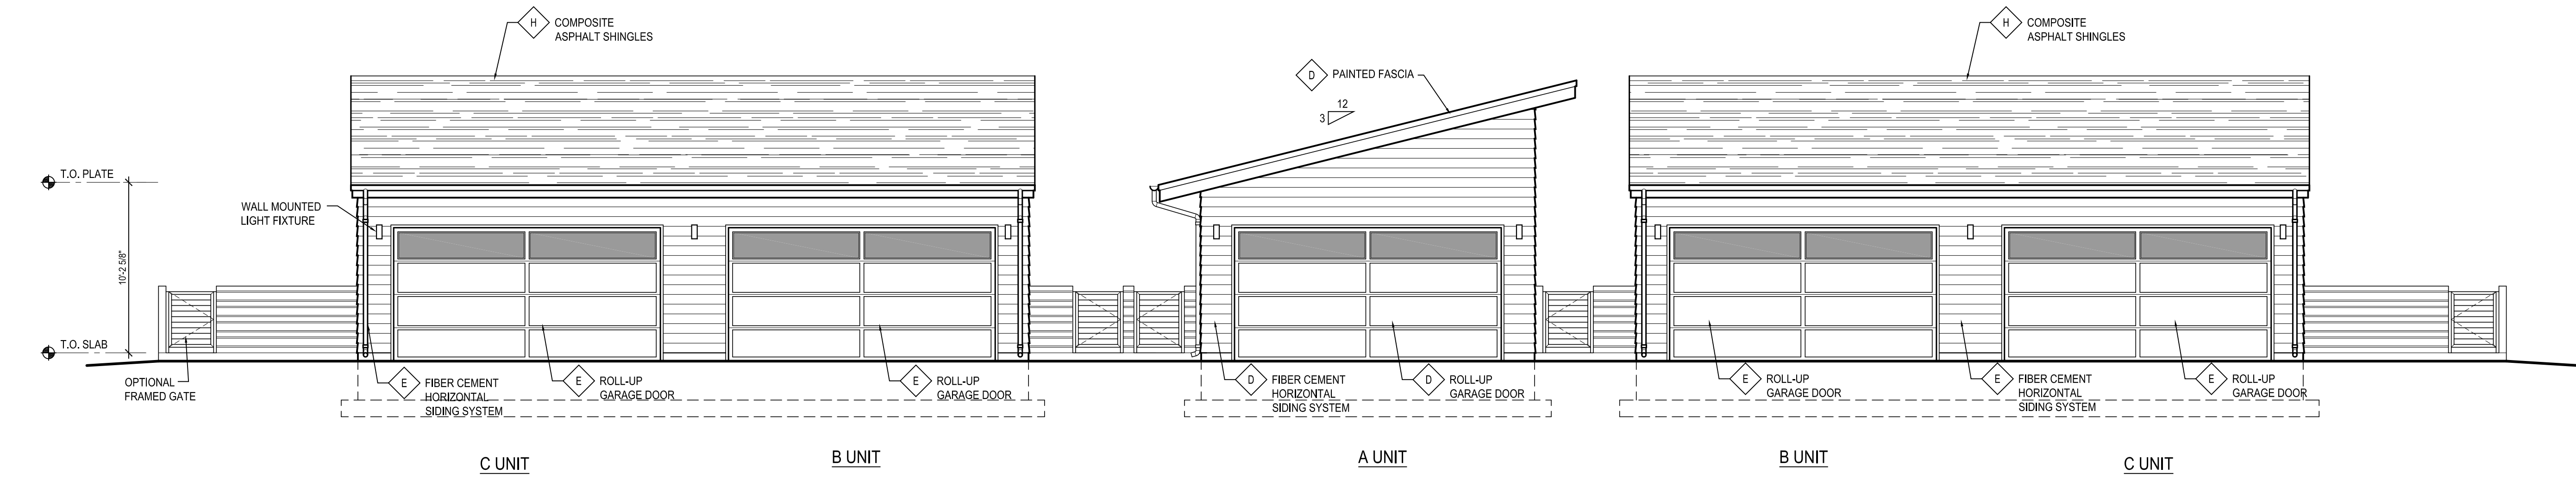 H COMPOSITE
ASPHALT SHINGLES
H COMPOSITE
ASPHALT SHINGLES
D PAINTED FASCIA
12
3
T.O. PLATE
WALL MOUNTED
LIGHT FIXTURE
10'-2 5/8"
T.O. SLAB
OPTIONAL
FRAMED GATE
E FIBER CEMENT
HORIZONTAL
SIDING SYSTEM
E ROLL-UP
GARAGE DOOR
E ROLL-UP
GARAGE DOOR
D FIBER CEMENT
HORIZONTAL
SIDING SYSTEM
D ROLL-UP
GARAGE DOOR
E ROLL-UP
GARAGE DOOR
E FIBER CEMENT
HORIZONTAL
SIDING SYSTEM
E ROLL-UP
GARAGE DOOR
C UNIT
B UNIT
A UNIT
B UNIT
C UNIT